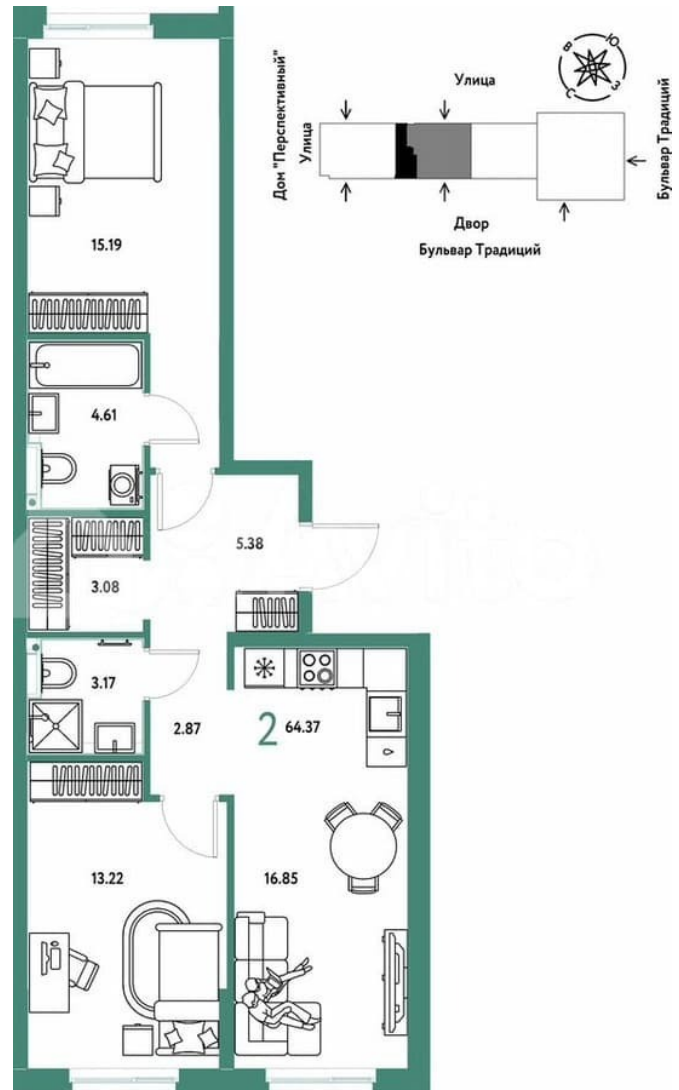 Улица
Дом "Перспективный"
Улица
В
Ю
С
З
Бульвар Традиций
Двор
Бульвар Традиций
15.19
4.61
5.38
3.08
3.17
2.87
2
64.37
13.22
16.85
Avito